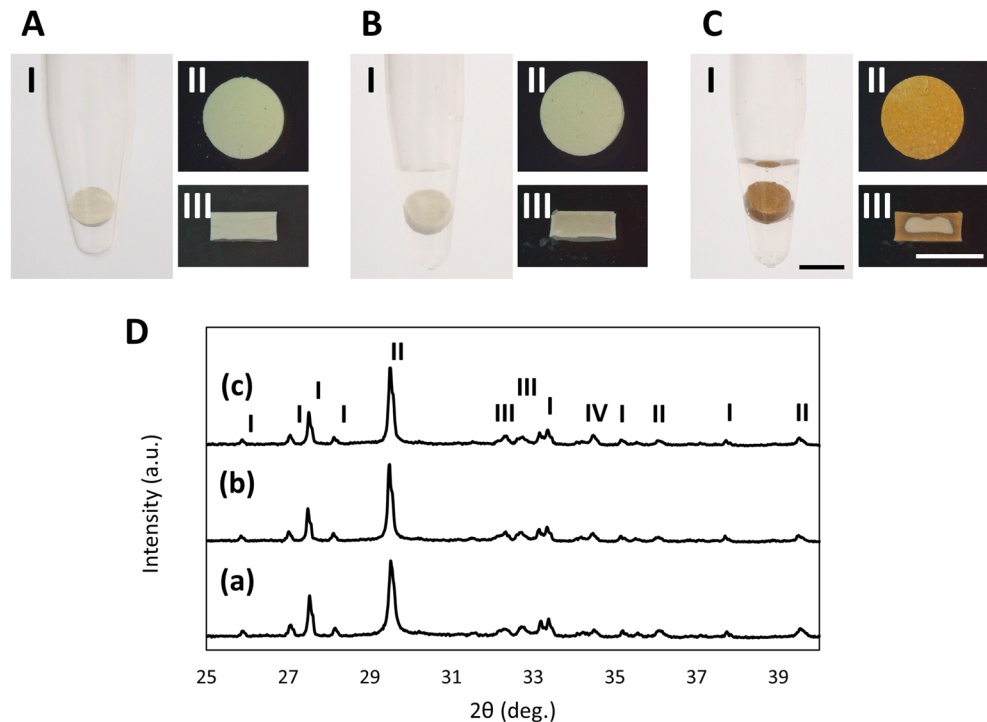 A
B
C
I
II
III
I
II
III
I
II
III
D
(c)
I
I
I
I
II
III
III
I
IV
I
II
I
II
(b)
(a)
Intensity (a.u.)
25
27
29
31
33
35
37
39
2θ (deg.)